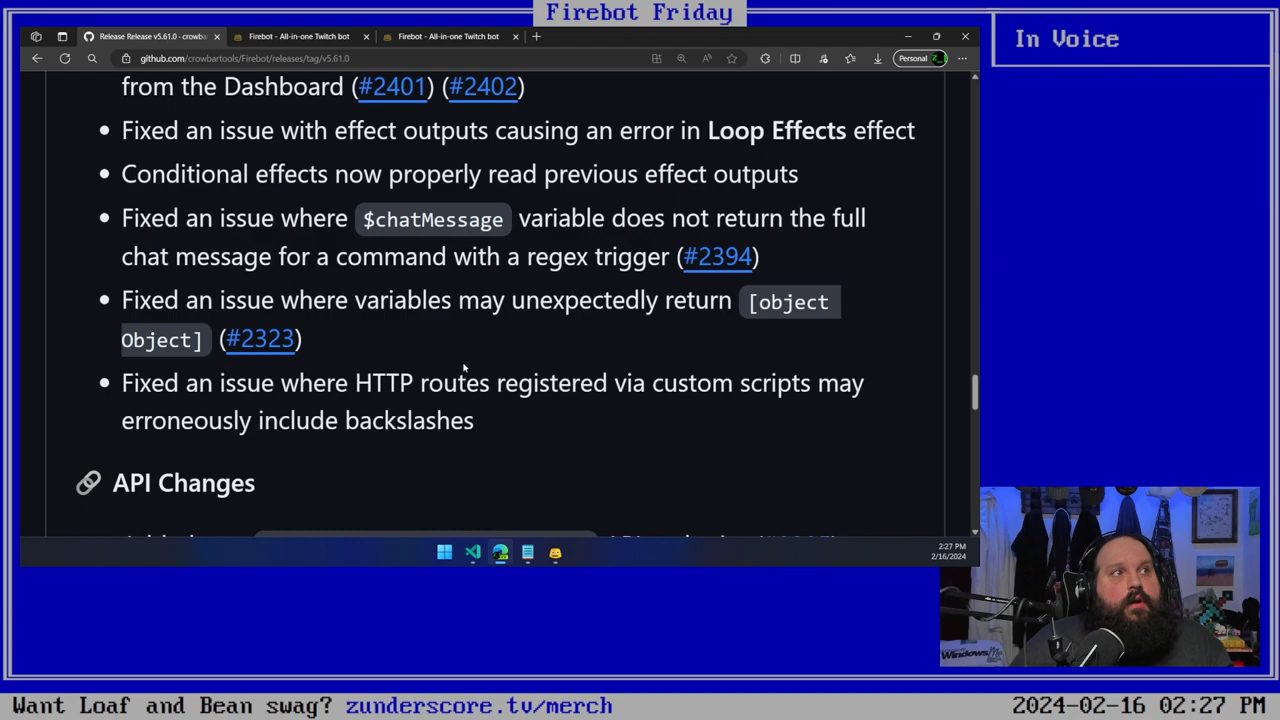 Firebot Friday
Release Release v5.61.0 · crowbar
Firebot - All-in-one Twitch bot
Firebot - All-in-one Twitch bot
github.com/crowbartools/Firebot/releases/tag/v5.61.0
Personal
In Voice
from the Dashboard (#2401) (#2402)
Fixed an issue with effect outputs causing an error in Loop Effects effect
Conditional effects now properly read previous effect outputs
Fixed an issue where $chatMessage variable does not return the full
chat message for a command with a regex trigger (#2394)
Fixed an issue where variables may unexpectedly return [object
Object] (#2323)
Fixed an issue where HTTP routes registered via custom scripts may
erroneously include backslashes
API Changes
2:27 PM
2/16/2024
Want Loaf and Bean swag? zunderscore.tv/merch
2024-02-16 02:27 PM